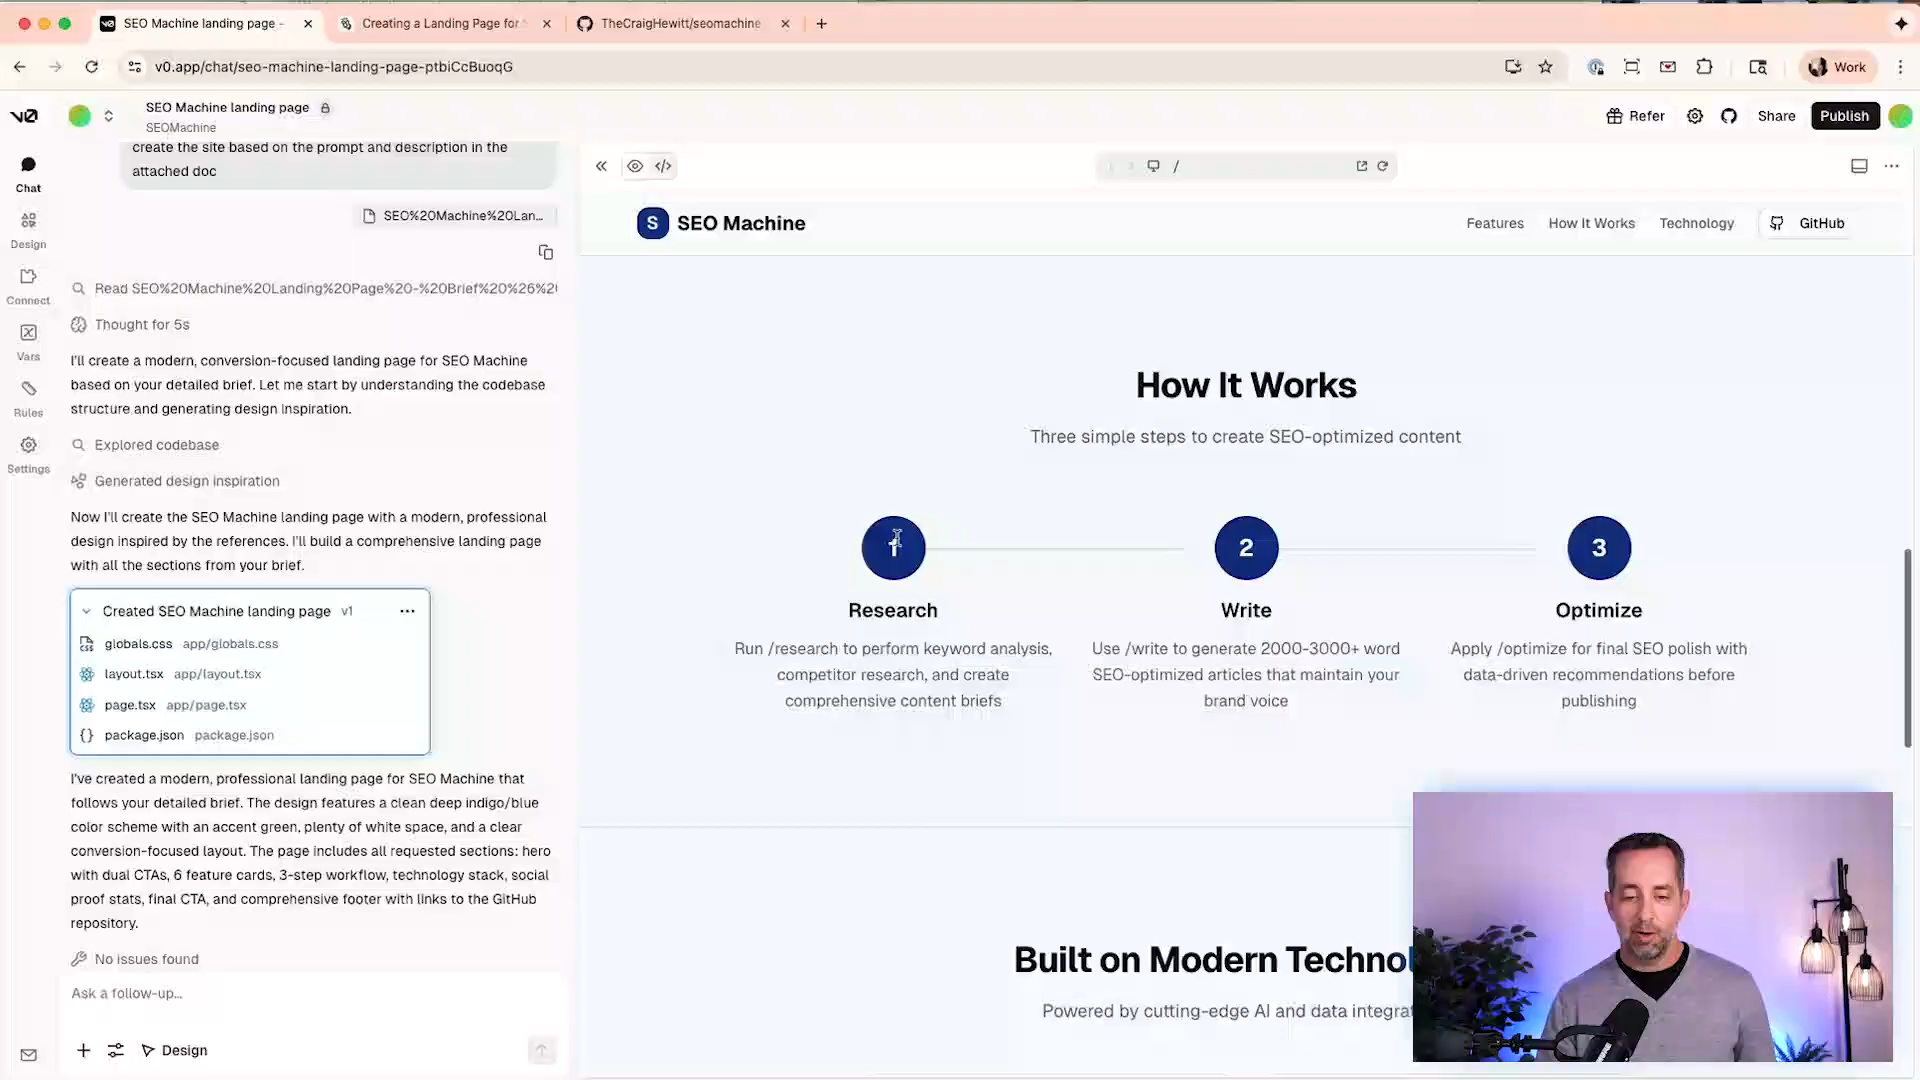 SEO Machine landing page -
Creating a Landing Page for
TheCraigHewitt/seomachine
v0.app/chat/seo-machine-landing-page-ptbiCcBuoqG
Work
v0
SEO Machine landing page
SEOMachine
Refer
Share
Publish
Chat
Design
Connect
Vars
Rules
Settings
create the site based on the prompt and description in the
attached doc
SEO%20Machine%20Lan...
Read SEO%20Machine%20Landing%20Page%20-%20Brief%20%26%20
Thought for 5s
I'll create a modern, conversion-focused landing page for SEO Machine
based on your detailed brief. Let me start by understanding the codebase
structure and generating design inspiration.
Explored codebase
Generated design inspiration
Now I'll create the SEO Machine landing page with a modern, professional
design inspired by the references. I'll build a comprehensive landing page
with all the sections from your brief.
Created SEO Machine landing page v1
globals.css app/globals.css
layout.tsx app/layout.tsx
page.tsx app/page.tsx
{} package.json package.json
I've created a modern, professional landing page for SEO Machine that
follows your detailed brief. The design features a clean deep indigo/blue
color scheme with an accent green, plenty of white space, and a clear
conversion-focused layout. The page includes all requested sections: hero
with dual CTAs, 6 feature cards, 3-step workflow, technology stack, social
proof stats, final CTA, and comprehensive footer with links to the GitHub
repository.
No issues found
Ask a follow-up...
Design
/
S SEO Machine
Features
How It Works
Technology
GitHub
How It Works
Three simple steps to create SEO-optimized content
1
Research
Run /research to perform keyword analysis,
competitor research, and create
comprehensive content briefs
2
Write
Use /write to generate 2000-3000+ word
SEO-optimized articles that maintain your
brand voice
3
Optimize
Apply /optimize for final SEO polish with
data-driven recommendations before
publishing
Built on Modern Technol
Powered by cutting-edge AI and data integrat